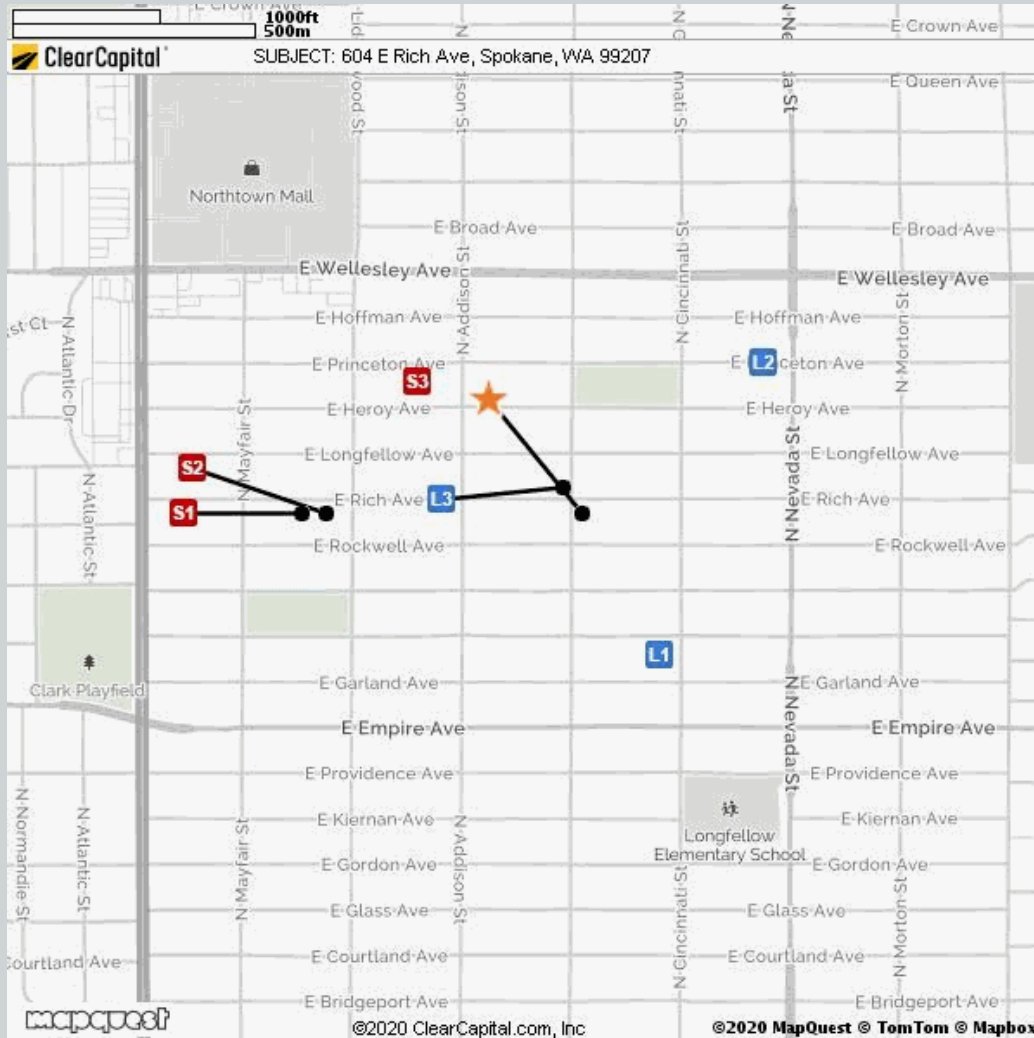 E Crown Ave
1000ft
500m
E Crown Ave
ClearCapital
SUBJECT: 604 E Rich Ave, Spokane, WA 99207
E Queen Ave
Northtown Mall
E Broad Ave
E Broad Ave
E Wellesley Ave
E Wellesley Ave
N Addison St
N Cincinnati St
N Morton St
N Atlantic Dr
E Hoffman Ave
E Hoffman Ave
E Princeton Ave
L2
S3
E Heroy Ave
E Heroy Ave
N Mayfair St
N Nevada St
E Longfellow Ave
E Longfellow Ave
S2
N Atlantic St
E Rich Ave
L3
E Rich Ave
S1
E Rockwell Ave
E Rockwell Ave
L1
Clark Playfield
E Garland Ave
E Garland Ave
N Nevada St
E Empire Ave
E Empire Ave
E Providence Ave
E Providence Ave
N Normandie St
N Atlantic St
N Mayfair St
N Addison St
E Kiernan Ave
E Kiernan Ave
Longfellow
Elementary School
E Gordon Ave
E Gordon Ave
N Cincinnati St
N Morton St
E Glass Ave
E Glass Ave
Courtland Ave
E Courtland Ave
E Courtland Ave
E Bridgeport Ave
E Bridgeport Ave
mapquest
©2020 ClearCapital.com, Inc
©2020 MapQuest © TomTom © Mapbox